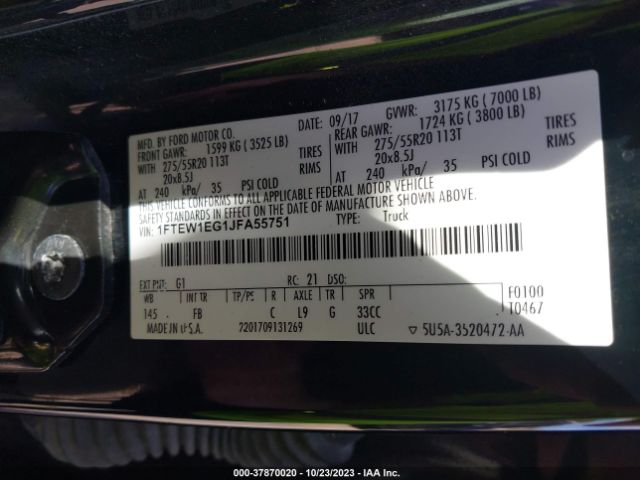 MFD. BY FORD MOTOR CO.
DATE: 09/17 GVWR: 3175 KG ( 7000 LB)
FRONT GAWR: 1599 KG ( 3525 LB)
REAR GAWR: 1724 KG ( 3800 LB)
WITH 275/55R20 113T TIRES
WITH 275/55R20 113T TIRES
20x8.5J RIMS
20x8.5J RIMS
AT 240 kPa/ 35 PSI COLD
AT 240 kPa/ 35 PSI COLD
THIS VEHICLE CONFORMS TO ALL APPLICABLE FEDERAL MOTOR VEHICLE
SAFETY STANDARDS IN EFFECT ON THE DATE OF MANUFACTURE SHOWN ABOVE.
VIN: 1FTEW1EG1JFA55751
TYPE: Truck
EXT PNT: G1 RC: 21 DSO:
WB INT TR TP/PS R AXLE TR SPR
F0100
145 FB C L9 G 33CC
T0467
MADE IN U.S.A. 7201709131269 ULC ▽ 5U5A-3520472-AA
000-37870020 - 10/23/2023 - IAA Inc.